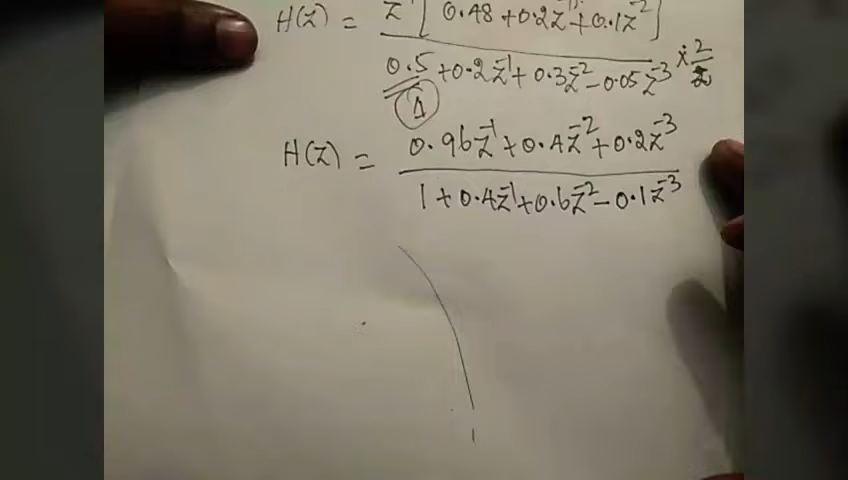 H(z) = z⁻¹ [ 0.48 + 0.2z⁻¹ + 0.1z⁻² ]
0.5 + 0.2z⁻¹ + 0.3z⁻² - 0.05z⁻³ × 2/2
1
H(z) = 0.96z⁻¹ + 0.4z⁻² + 0.2z⁻³
1 + 0.4z⁻¹ + 0.6z⁻² - 0.1z⁻³